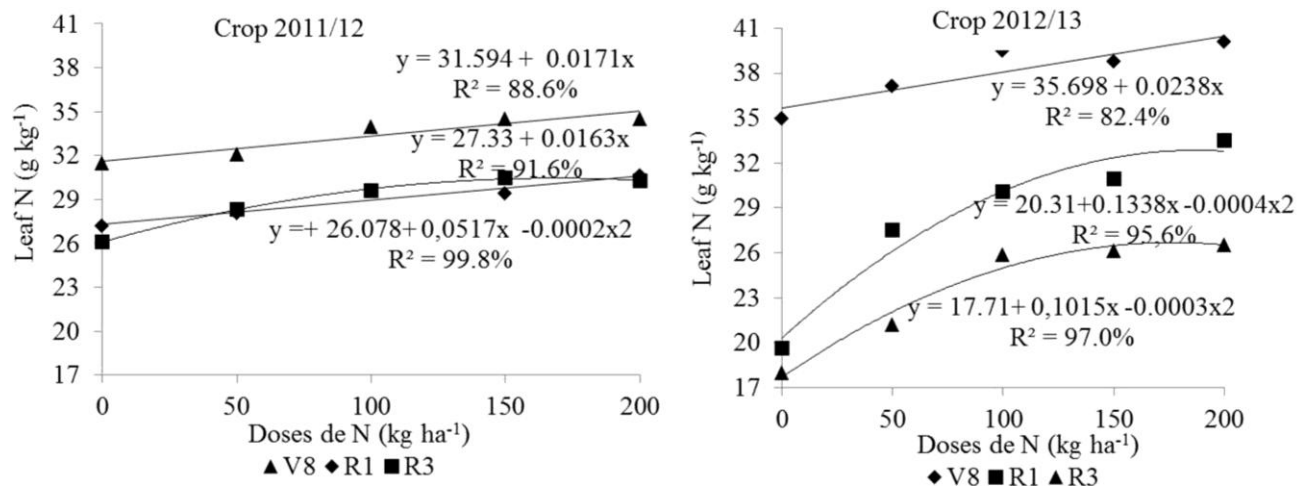 Crop 2011/12
Leaf N (g kg-1)
41
38
35
32
29
26
23
20
17
y = 31.594 + 0.0171x
R² = 88.6%
y = 27.33 + 0.0163x
R² = 91.6%
y =+ 26.078+0,0517x -0.0002x2
R² = 99.8%
0 50 100 150 200
Doses de N (kg ha-1)
▲ V8 ◆ R1 ■ R3
Crop 2012/13
Leaf N (g kg-1)
41
38
35
32
29
26
23
20
17
y = 35.698 + 0.0238x
R² = 82.4%
y = 20.31+0.1338x -0.0004x2
R² = 95,6%
y = 17.71+ 0,1015x -0.0003x2
R² = 97.0%
0 50 100 150 200
Doses de N (kg ha-1)
◆ V8 ■ R1 ▲ R3